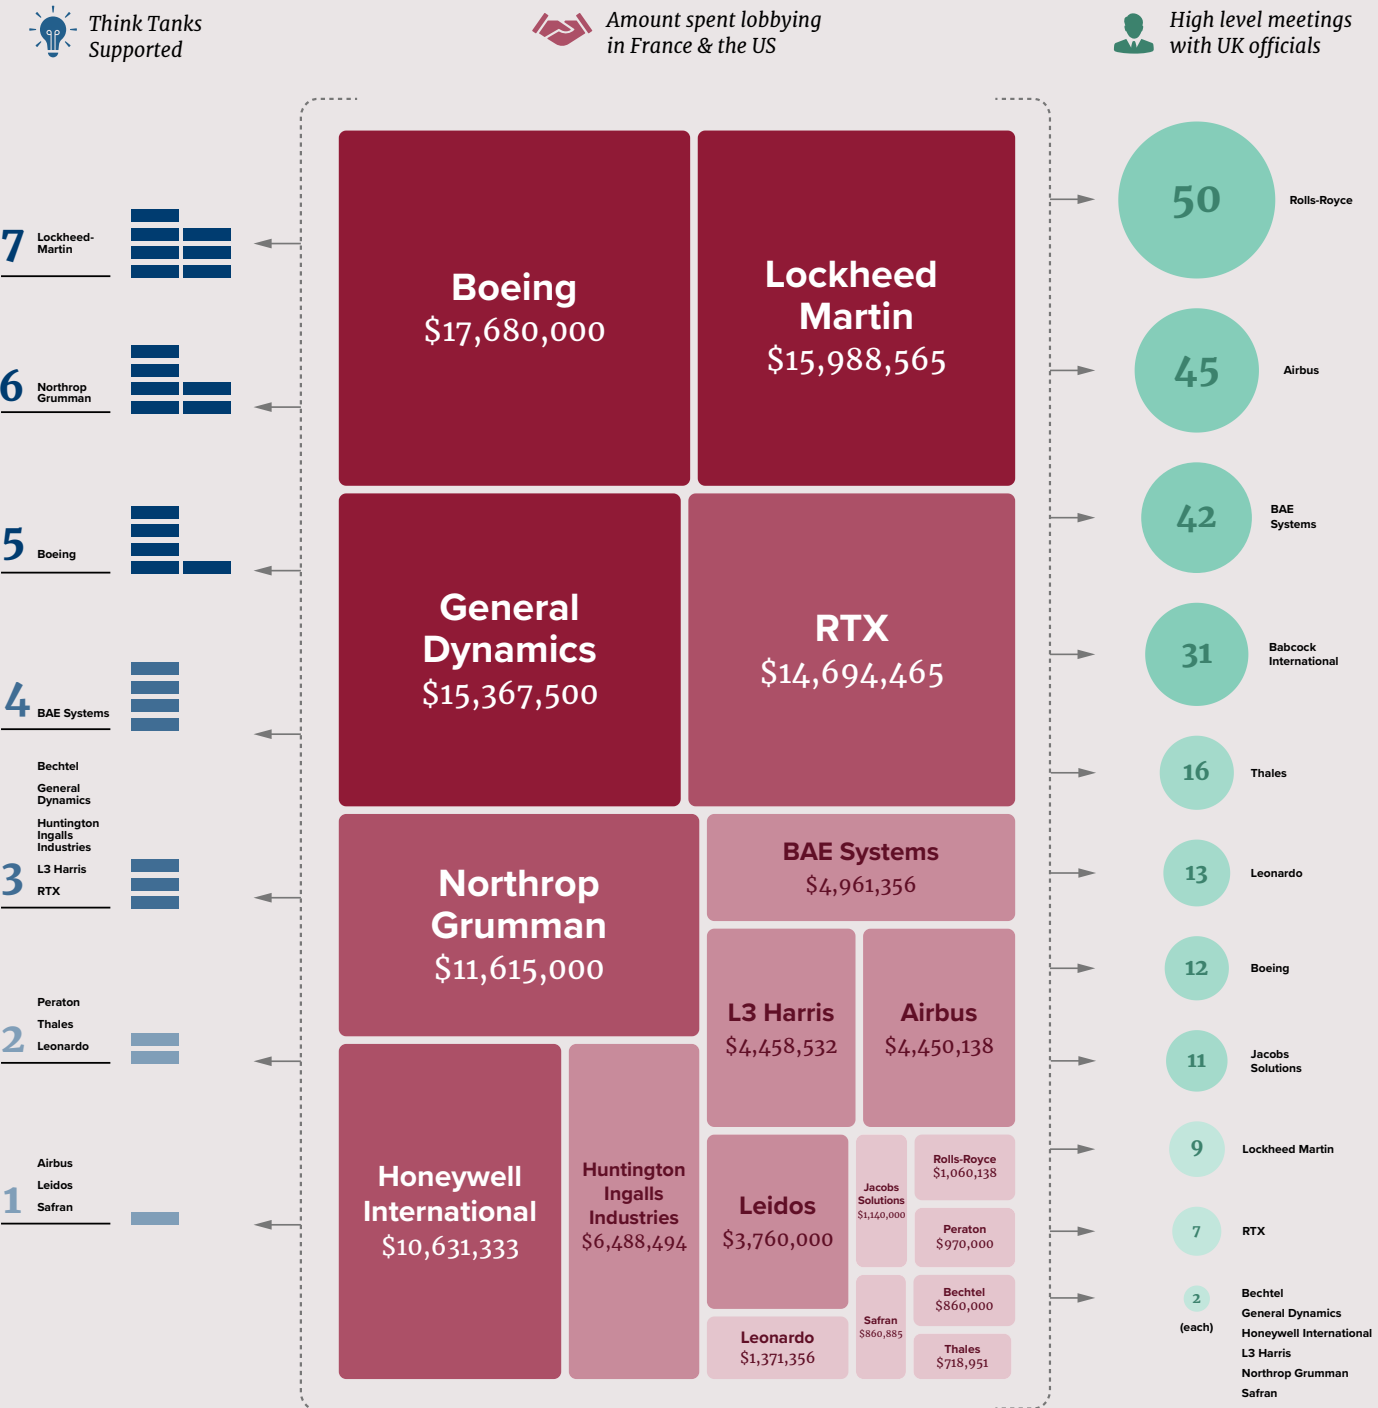 Think Tanks
Supported
Amount spent lobbying
in France & the US
High level meetings
with UK officials
7
Lockheed-
Martin
6
Northrop
Grumman
5
Boeing
4
BAE Systems
Bechtel
General
Dynamics
Huntington
Ingalls
Industries
L3 Harris
3
RTX
Peraton
Thales
2
Leonardo
Airbus
Leidos
1
Safran
Boeing
$17,680,000
Lockheed
Martin
$15,988,565
General
Dynamics
$15,367,500
RTX
$14,694,465
Northrop
Grumman
$11,615,000
BAE Systems
$4,961,356
L3 Harris
$4,458,532
Airbus
$4,450,138
Honeywell
International
$10,631,333
Huntington
Ingalls
Industries
$6,488,494
Leidos
$3,760,000
Jacobs
Solutions
$1,140,000
Rolls-Royce
$1,060,138
Peraton
$970,000
Leonardo
$1,371,356
Safran
$860,885
Bechtel
$860,000
Thales
$718,951
50
Rolls-Royce
45
Airbus
42
BAE
Systems
31
Babcock
International
16
Thales
13
Leonardo
12
Boeing
11
Jacobs
Solutions
9
Lockheed Martin
7
RTX
2
(each)
Bechtel
General Dynamics
Honeywell International
L3 Harris
Northrop Grumman
Safran